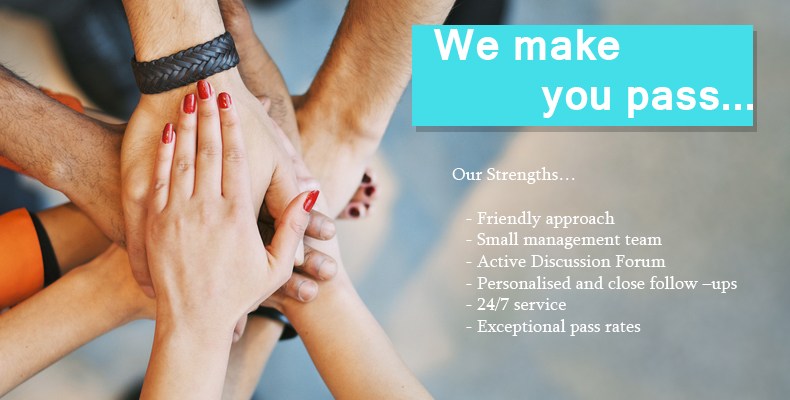 We make
you pass...
Our Strengths...
- Friendly approach
- Small management team
- Active Discussion Forum
- Personalised and close follow –ups
- 24/7 service
- Exceptional pass rates